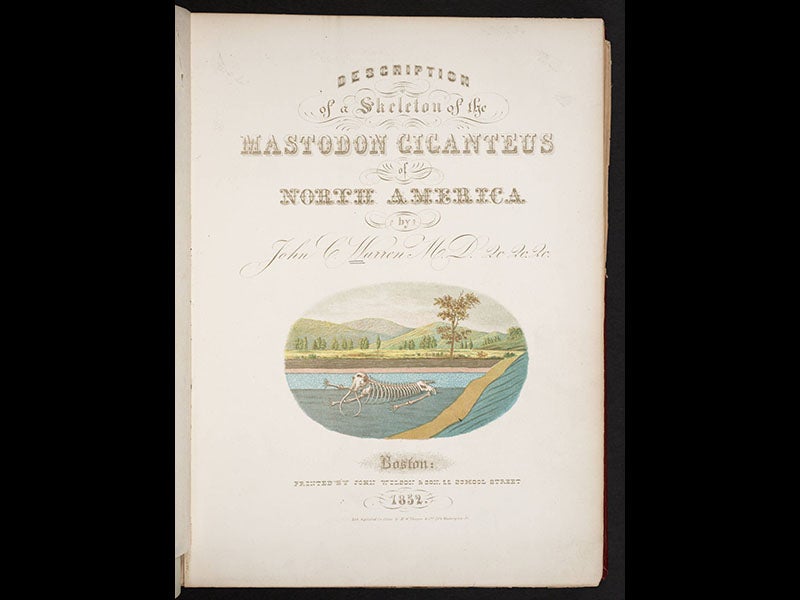 DESCRIPTION
of a Skeleton of the
MASTODON GIGANTEUS
of
NORTH AMERICA
by
John C Warren M.D. &c. &c. &c.
Boston:
PRINTED BY JOHN WILSON & SON, 22 SCHOOL STREET
1852.